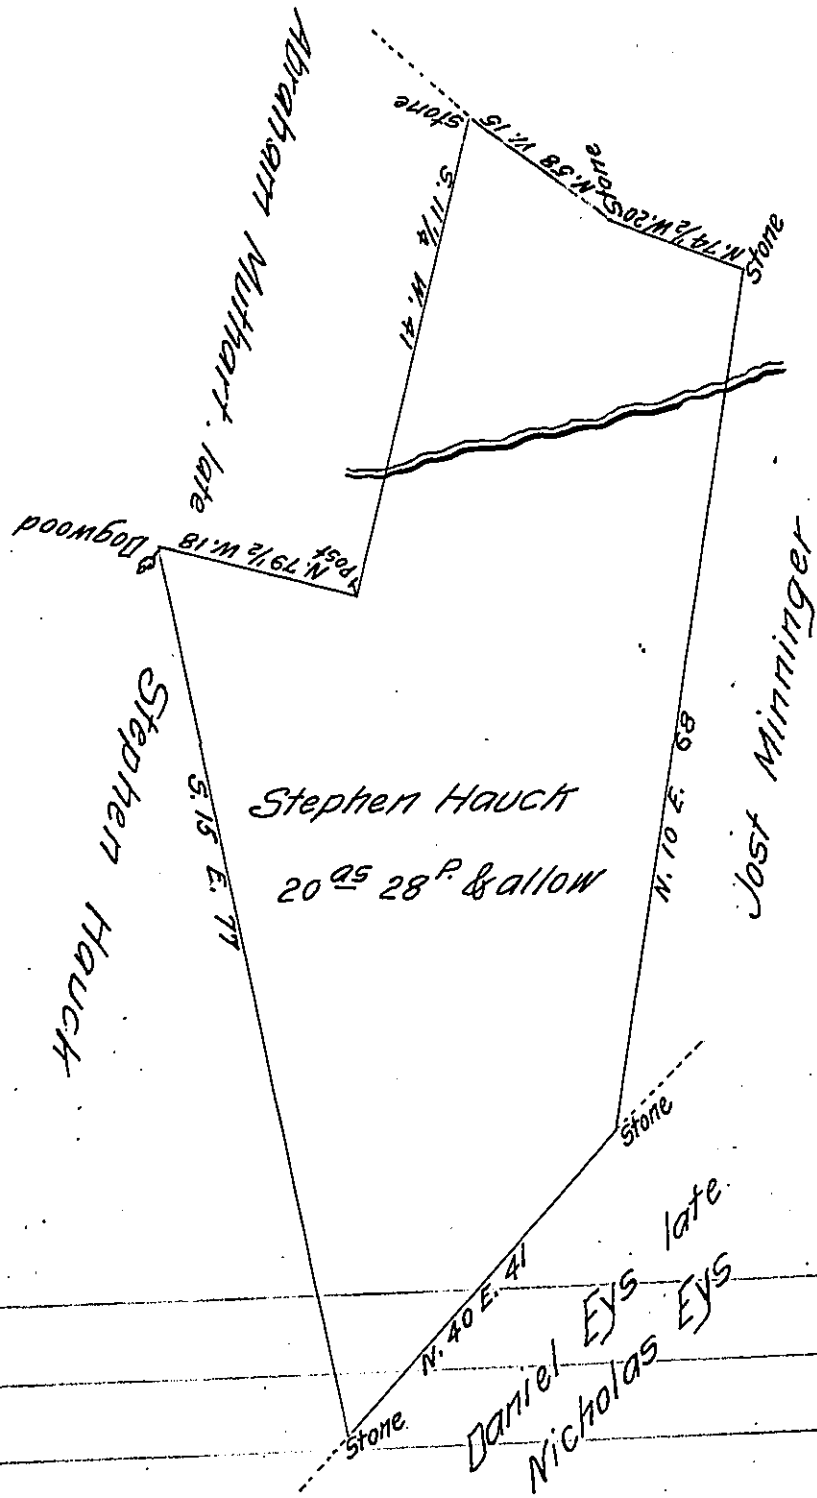 Abraham Muthart, late
stone
N. 58 W. 15
Stone
N. 74 1/2 W. 20
stone
S. 11 1/4 W. 41
Dogwood
N. 79 1/2 W. 18
Post
Stephen Hauck
S. 15 E. 77
Stephen Hauck
20 as 28 P. & allow
N. 10 E. 68
Jost Minninger
stone
N. 40 E. 41
stone
Daniel Eys late
Nicholas Eys